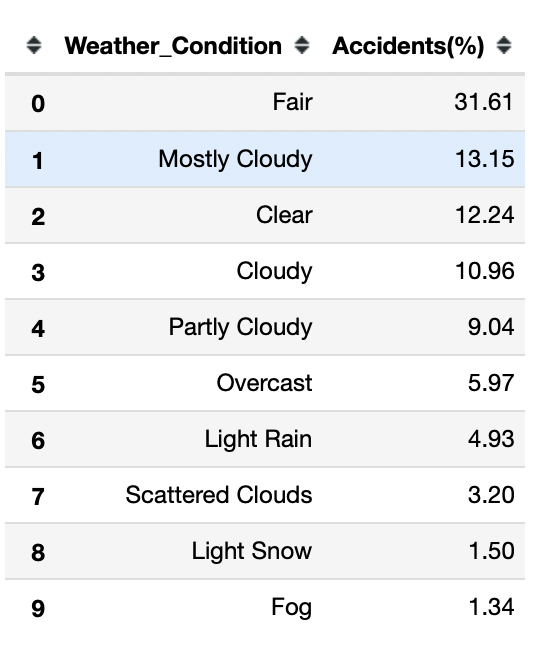 Weather_Condition Accidents(%)
0 Fair 31.61
1 Mostly Cloudy 13.15
2 Clear 12.24
3 Cloudy 10.96
4 Partly Cloudy 9.04
5 Overcast 5.97
6 Light Rain 4.93
7 Scattered Clouds 3.20
8 Light Snow 1.50
9 Fog 1.34